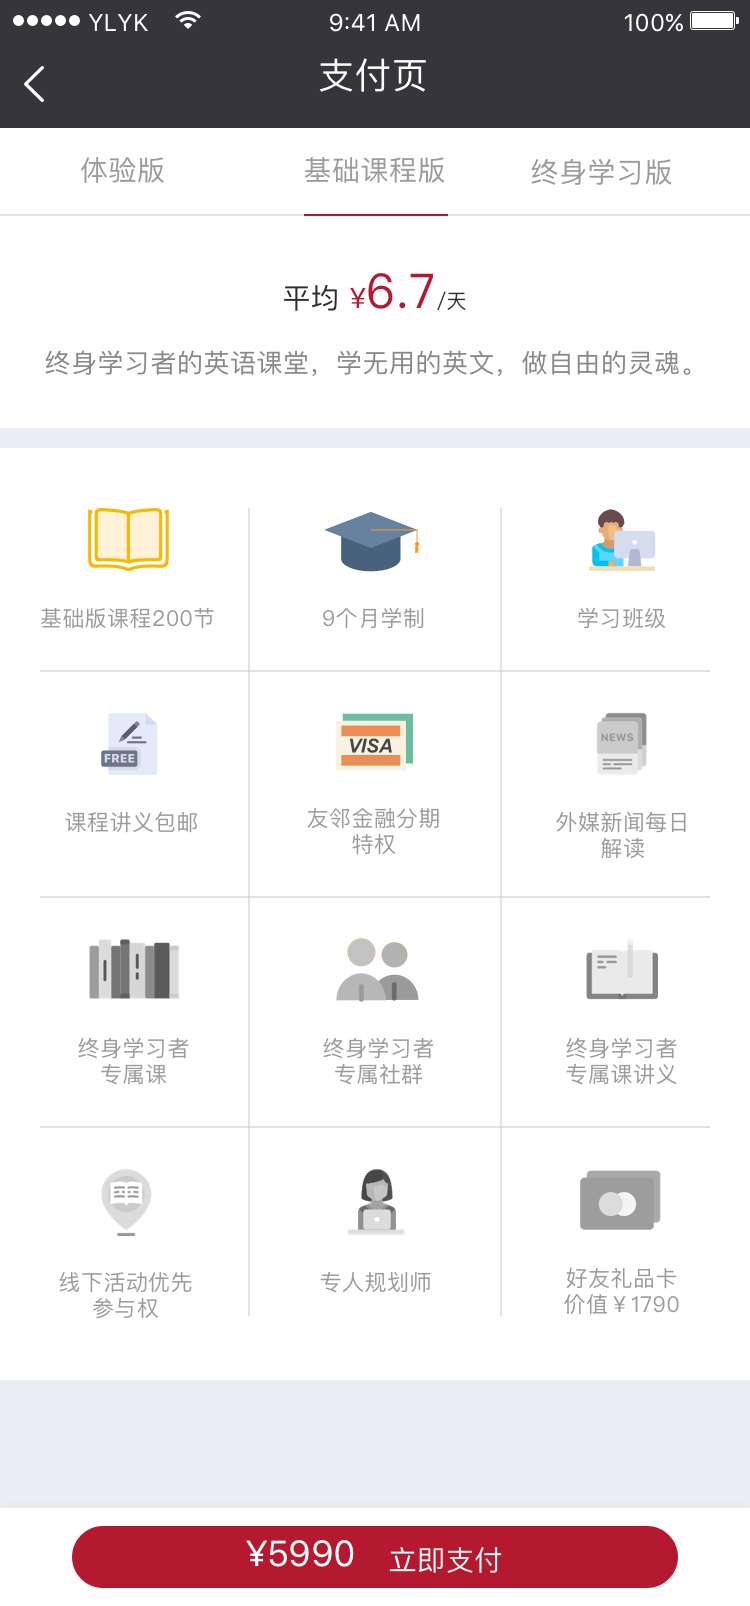 YLYK 9:41 AM 100%
支付页
体验版 基础课程版 终身学习版
平均 ¥6.7/天
终身学习者的英语课堂，学无用的英文，做自由的灵魂。
基础版课程200节 9个月学制 学习班级
FREE
VISA
NEWS
课程讲义包邮
友邻金融分期
特权
外媒新闻每日
解读
终身学习者
专属课
终身学习者
专属社群
终身学习者
专属课讲义
线下活动优先
参与权
专人规划师
好友礼品卡
价值￥1790
¥5990 立即支付